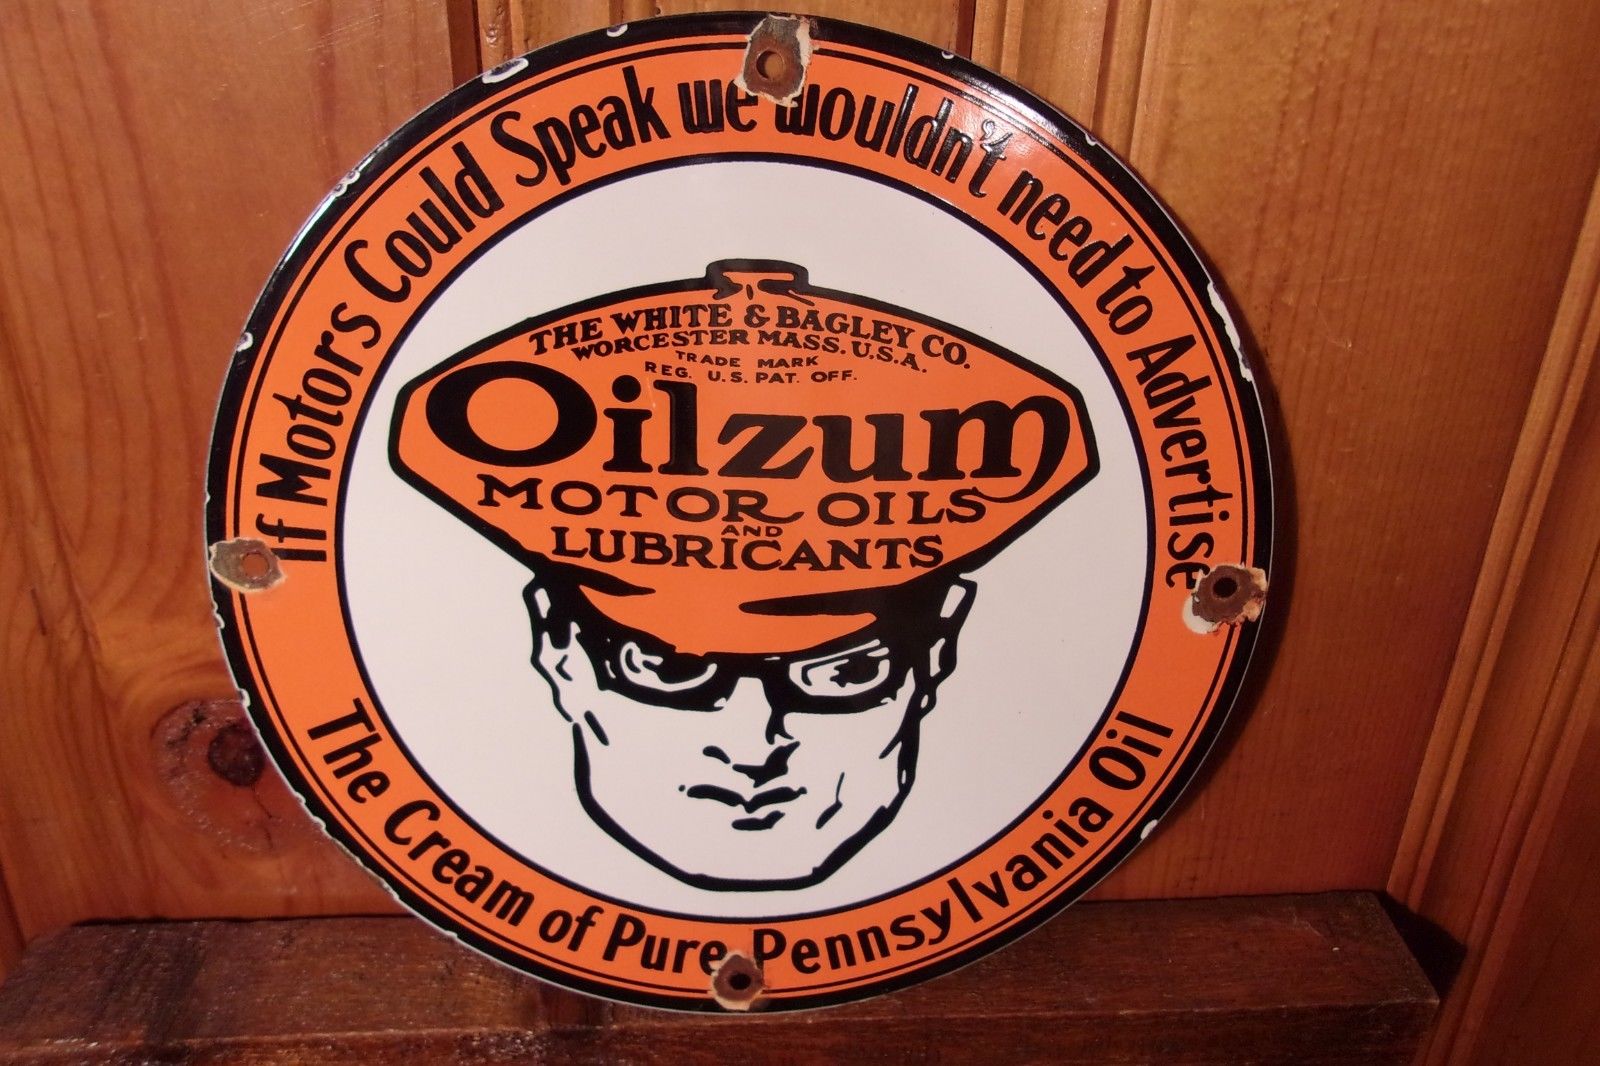 If Motors Could Speak we wouldn't need to Advertise
THE WHITE & BAGLEY CO.
WORCESTER MASS. U.S.A.
TRADE MARK
REG. U.S. PAT. OFF.
Oilzum
MOTOR OILS
AND
LUBRICANTS
The Cream of Pure Pennsylvania Oil